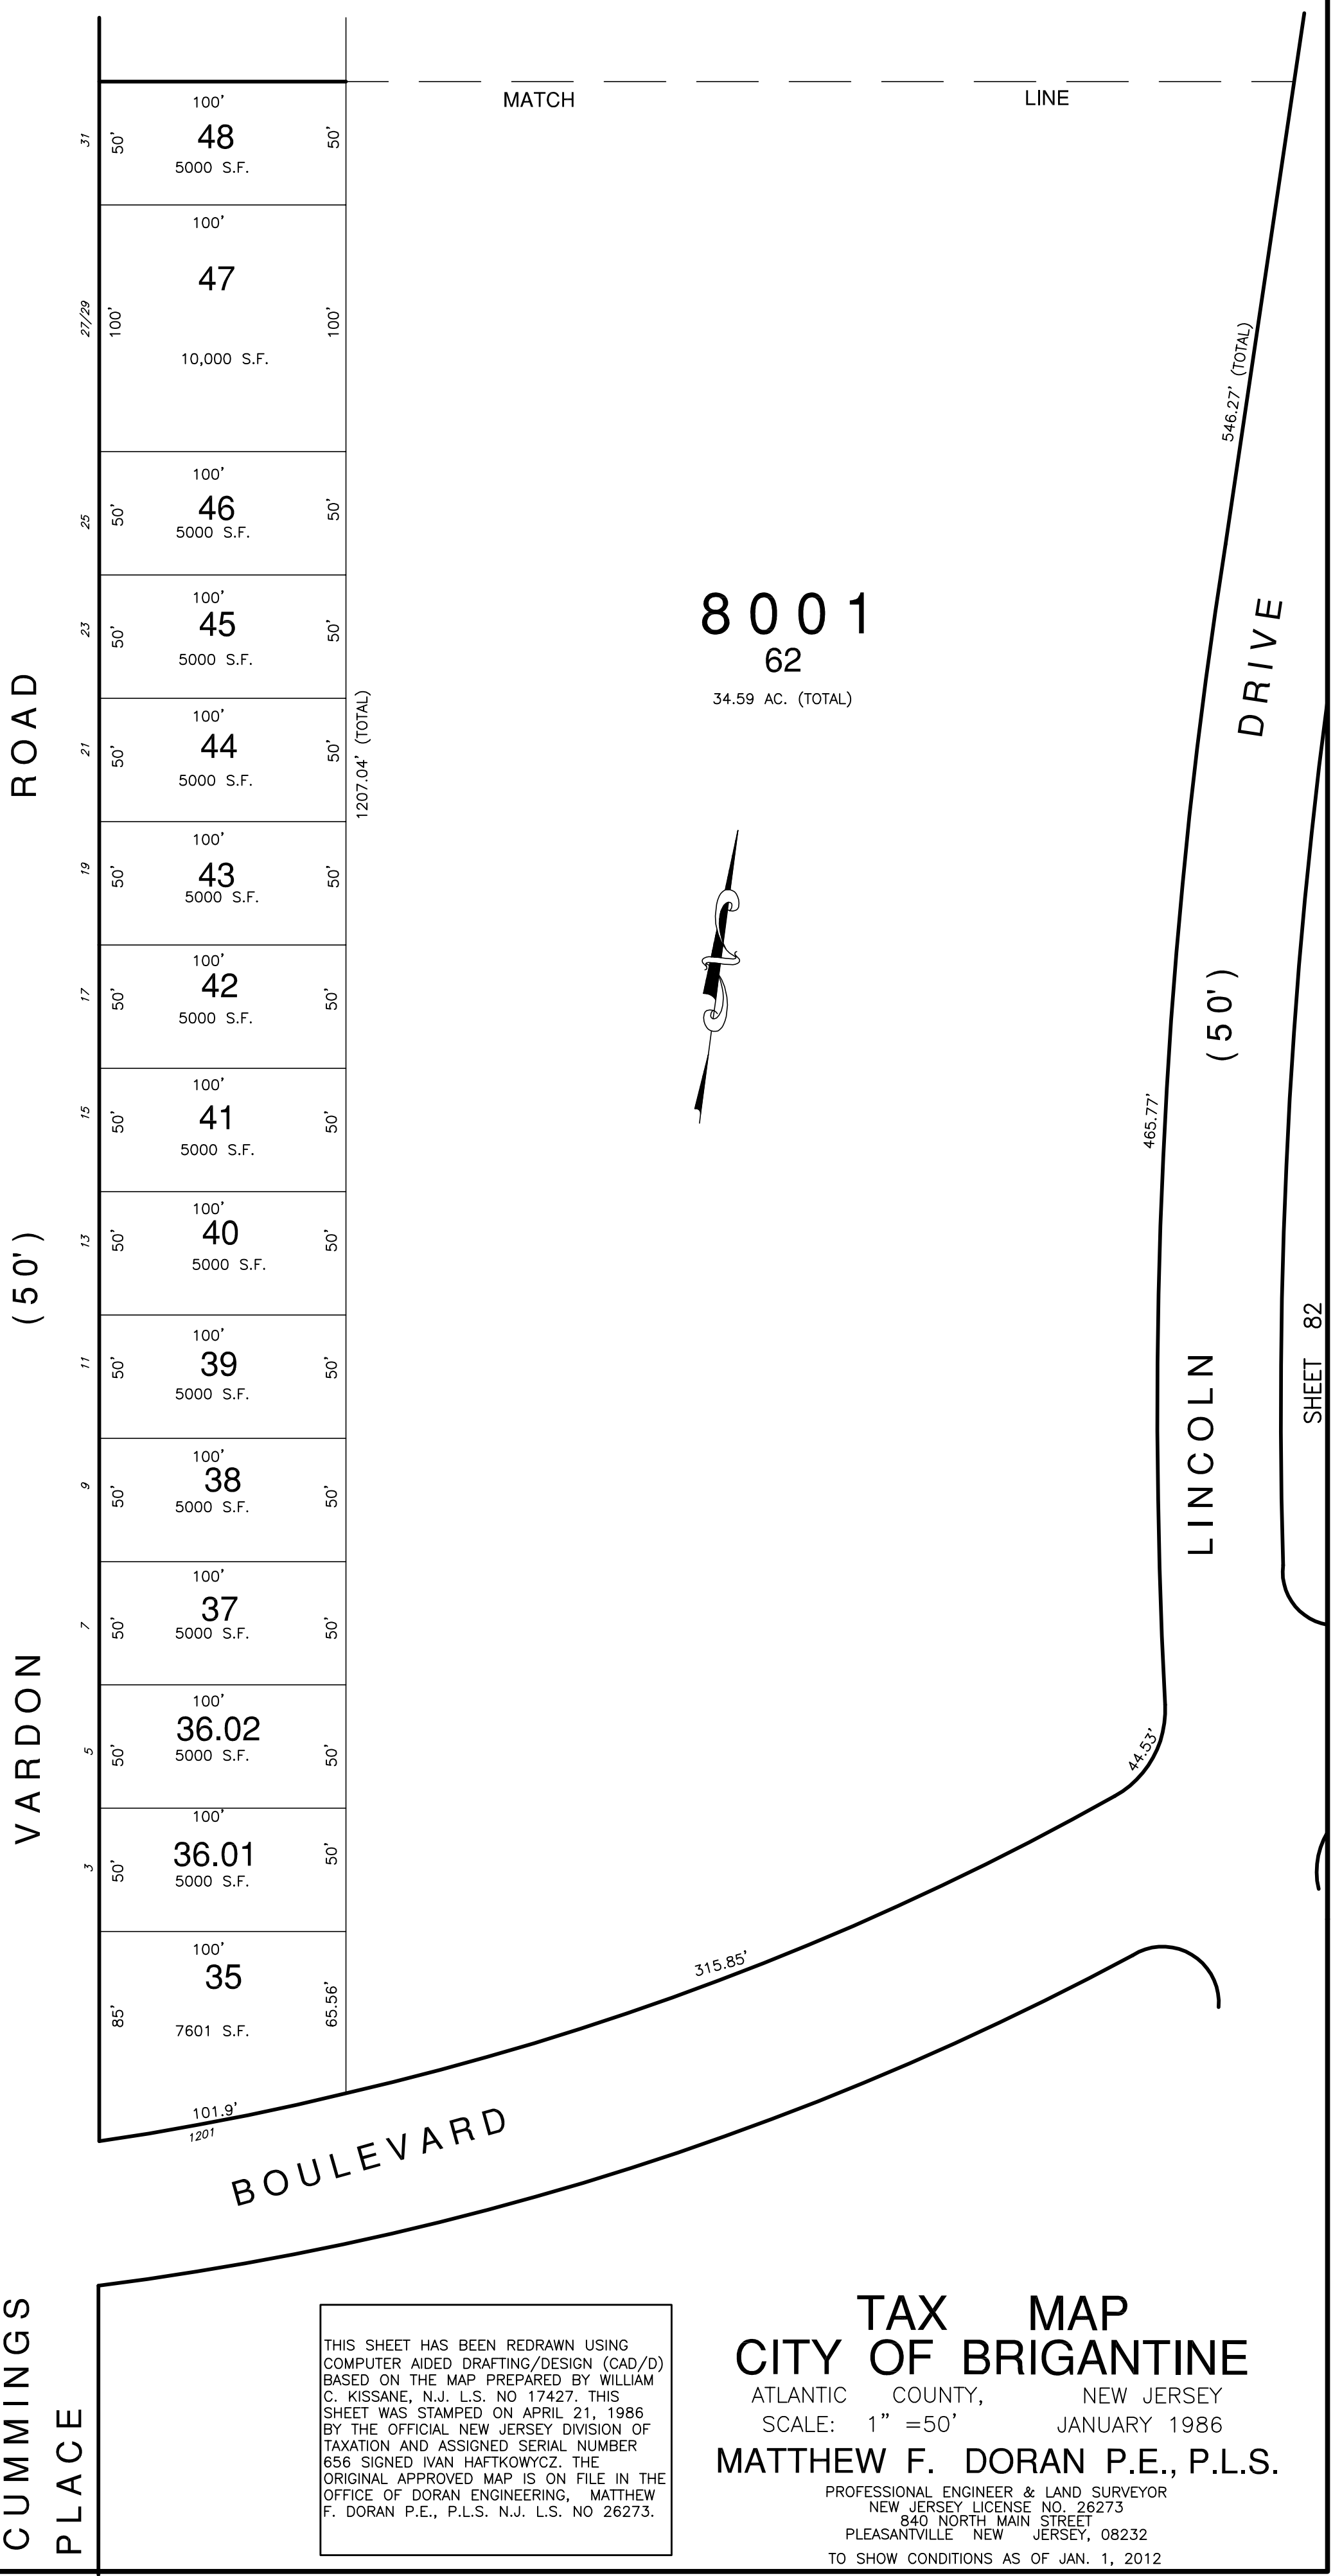 MATCH LINE
31
100'
50' 48 50'
5000 S.F.
27/29
100'
47
100' 100'
10,000 S.F.
25
100'
50' 46 50'
5000 S.F.
23
100'
50' 45 50'
5000 S.F.
21
100'
50' 44 50'
5000 S.F.
19
100'
50' 43 50'
5000 S.F.
17
100'
50' 42 50'
5000 S.F.
15
100'
50' 41 50'
5000 S.F.
13
100'
50' 40 50'
5000 S.F.
11
100'
50' 39 50'
5000 S.F.
9
100'
50' 38 50'
5000 S.F.
7
100'
50' 37 50'
5000 S.F.
5
100'
50' 36.02 50'
5000 S.F.
3
100'
50' 36.01 50'
5000 S.F.
100'
35
85' 65.56'
7601 S.F.
101.9'
1201
VARDON (50') ROAD
1207.04' (TOTAL)
8001
62
34.59 AC. (TOTAL)
546.27' (TOTAL)
465.77'
44.53'
315.85'
LINCOLN (50') DRIVE
SHEET 82
BOULEVARD
CUMMINGS
PLACE
THIS SHEET HAS BEEN REDRAWN USING
COMPUTER AIDED DRAFTING/DESIGN (CAD/D)
BASED ON THE MAP PREPARED BY WILLIAM
C. KISSANE, N.J. L.S. NO 17427. THIS
SHEET WAS STAMPED ON APRIL 21, 1986
BY THE OFFICIAL NEW JERSEY DIVISION OF
TAXATION AND ASSIGNED SERIAL NUMBER
656 SIGNED IVAN HAFTKOWYCZ. THE
ORIGINAL APPROVED MAP IS ON FILE IN THE
OFFICE OF DORAN ENGINEERING, MATTHEW
F. DORAN P.E., P.L.S. N.J. L.S. NO 26273.
TAX MAP
CITY OF BRIGANTINE
ATLANTIC COUNTY, NEW JERSEY
SCALE: 1" =50' JANUARY 1986
MATTHEW F. DORAN P.E., P.L.S.
PROFESSIONAL ENGINEER & LAND SURVEYOR
NEW JERSEY LICENSE NO. 26273
840 NORTH MAIN STREET
PLEASANTVILLE NEW JERSEY, 08232
TO SHOW CONDITIONS AS OF JAN. 1, 2012